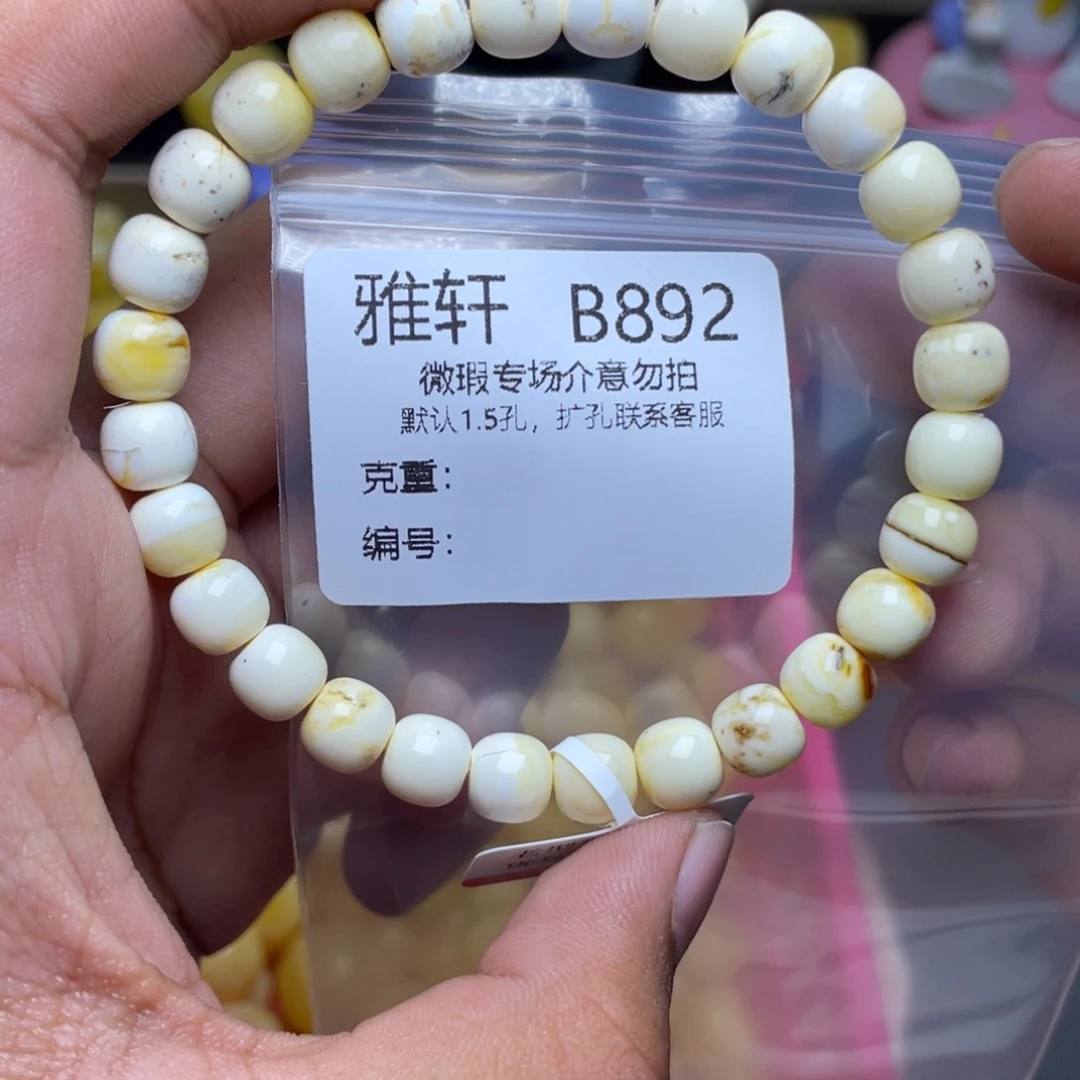 雅轩 B892
微瑕专场介意勿拍
默认1.5孔，扩孔联系客服
克重：
编号：